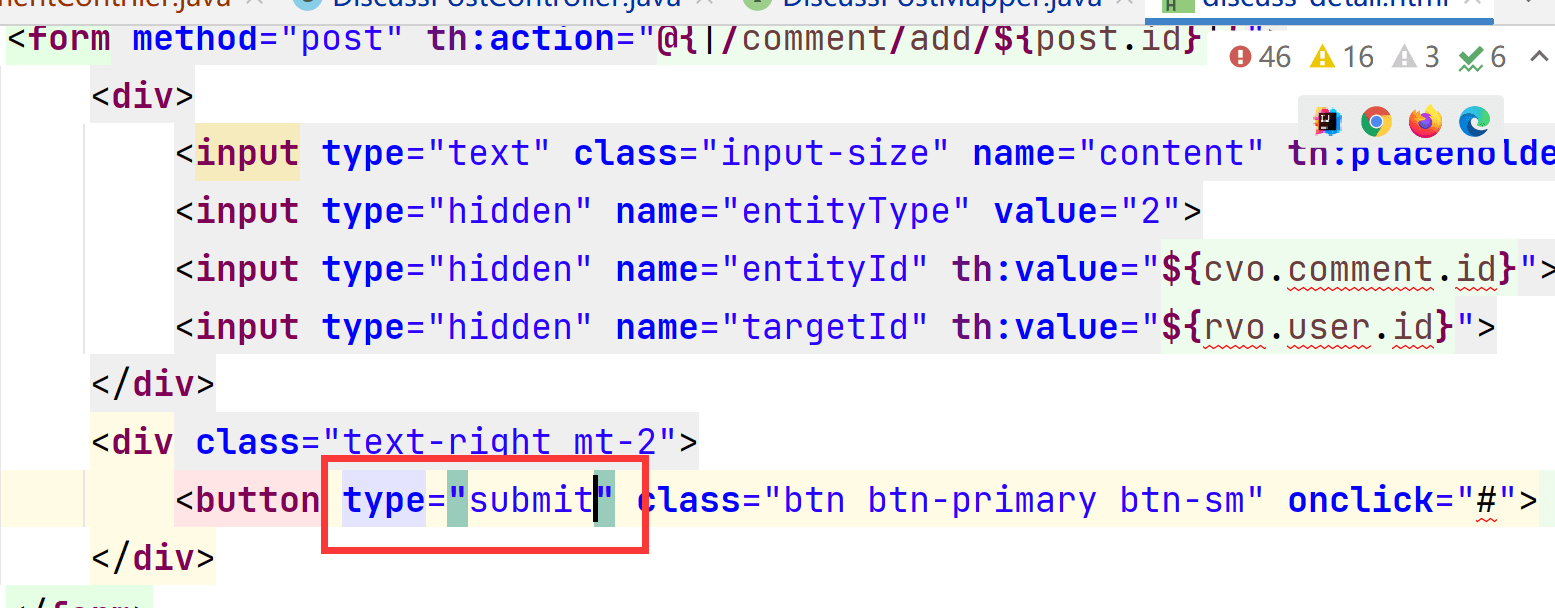 DiscussPostController.java DiscussPostMapper.java discuss-detail.html
<form method="post" th:action="@{|/comment/add/${post.id}|}">
46 16 3 6
<div>
<input type="text" class="input-size" name="content" th:placeholde
<input type="hidden" name="entityType" value="2">
<input type="hidden" name="entityId" th:value="${cvo.comment.id}">
<input type="hidden" name="targetId" th:value="${rvo.user.id}">
</div>
<div class="text-right mt-2">
<button type="submit" class="btn btn-primary btn-sm" onclick="#">
</div>
</form>